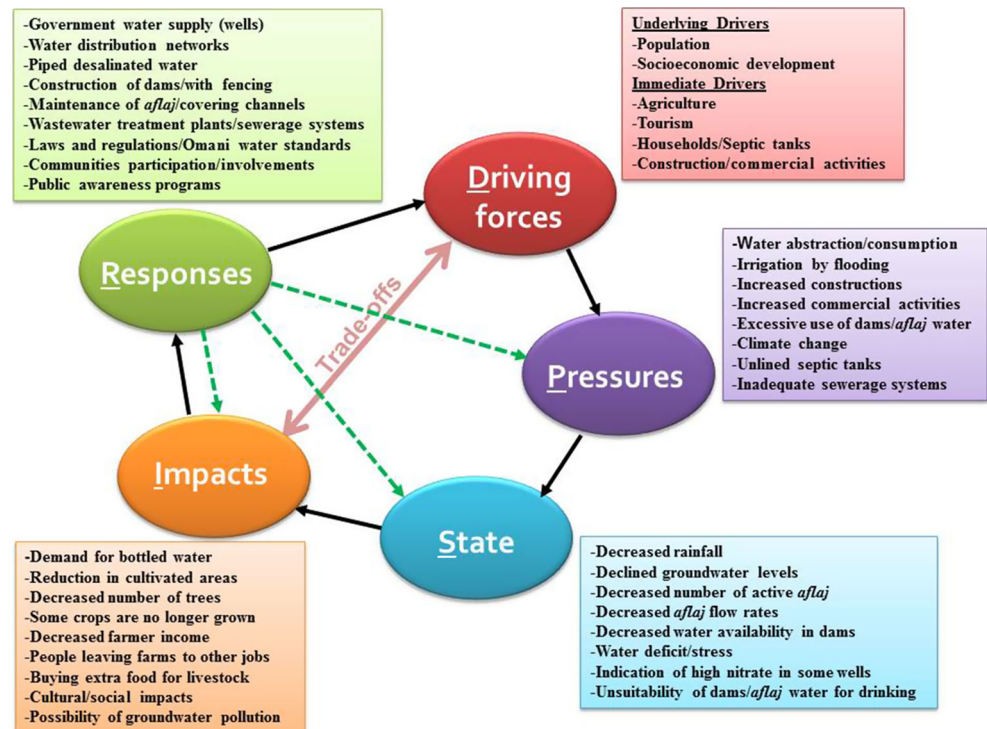 -Government water supply (wells)
-Water distribution networks
-Piped desalinated water
-Construction of dams/with fencing
-Maintenance of aflaj/covering channels
-Wastewater treatment plants/sewerage systems
-Laws and regulations/Omani water standards
-Communities participation/involvements
-Public awareness programs
Underlying Drivers
-Population
-Socioeconomic development
Immediate Drivers
-Agriculture
-Tourism
-Households/Septic tanks
-Construction/commercial activities
Driving
forces
Responses
Trade-offs
-Water abstraction/consumption
-Irrigation by flooding
-Increased constructions
-Increased commercial activities
-Excessive use of dams/aflaj water
-Climate change
-Unlined septic tanks
-Inadequate sewerage systems
Pressures
Impacts
State
-Demand for bottled water
-Reduction in cultivated areas
-Decreased number of trees
-Some crops are no longer grown
-Decreased farmer income
-People leaving farms to other jobs
-Buying extra food for livestock
-Cultural/social impacts
-Possibility of groundwater pollution
-Decreased rainfall
-Declined groundwater levels
-Decreased number of active aflaj
-Decreased aflaj flow rates
-Decreased water availability in dams
-Water deficit/stress
-Indication of high nitrate in some wells
-Unsuitability of dams/aflaj water for drinking